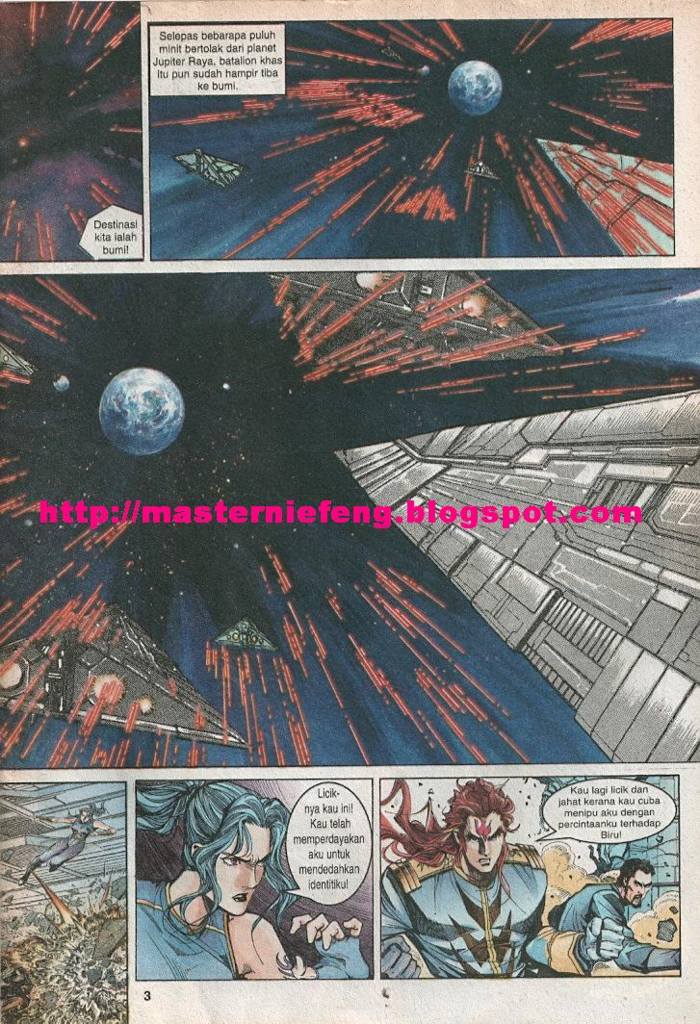 Destinasi
kita ialah
bumi!
Selepas bebarapa puluh
minit bertolak dari planet
Jupiter Raya, batalion khas
itu pun sudah hampir tiba
ke bumi.
http://masterniefeng.blogspot.com
Licik-
nya kau ini!
Kau telah
memperdayakan
aku untuk
mendedahkan
identitiku!
Kau lagi licik dan
jahat kerana kau cuba
menipu aku dengan
percintaanku terhadap
Biru!
3